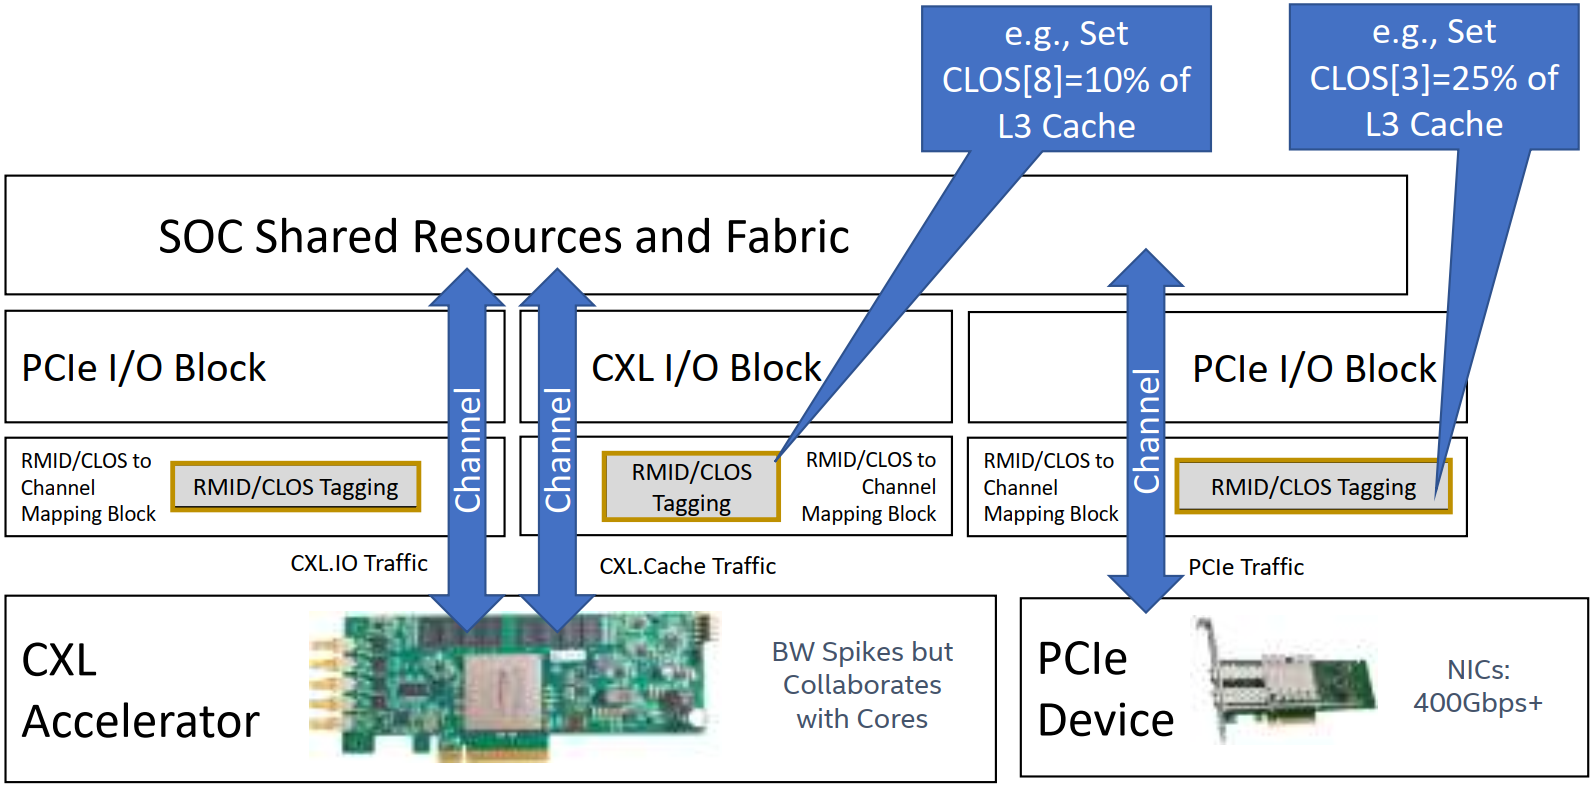 e.g., Set
CLOS[8]=10% of
L3 Cache
e.g., Set
CLOS[3]=25% of
L3 Cache
SOC Shared Resources and Fabric
PCIe I/O Block
CXL I/O Block
PCIe I/O Block
Channel
Channel
Channel
RMID/CLOS to
Channel
Mapping Block
RMID/CLOS Tagging
RMID/CLOS
Tagging
RMID/CLOS to
Channel
Mapping Block
RMID/CLOS to
Channel
Mapping Block
RMID/CLOS Tagging
CXL.IO Traffic
CXL.Cache Traffic
PCIe Traffic
CXL
Accelerator
BW Spikes but
Collaborates
with Cores
PCIe
Device
NICs:
400Gbps+